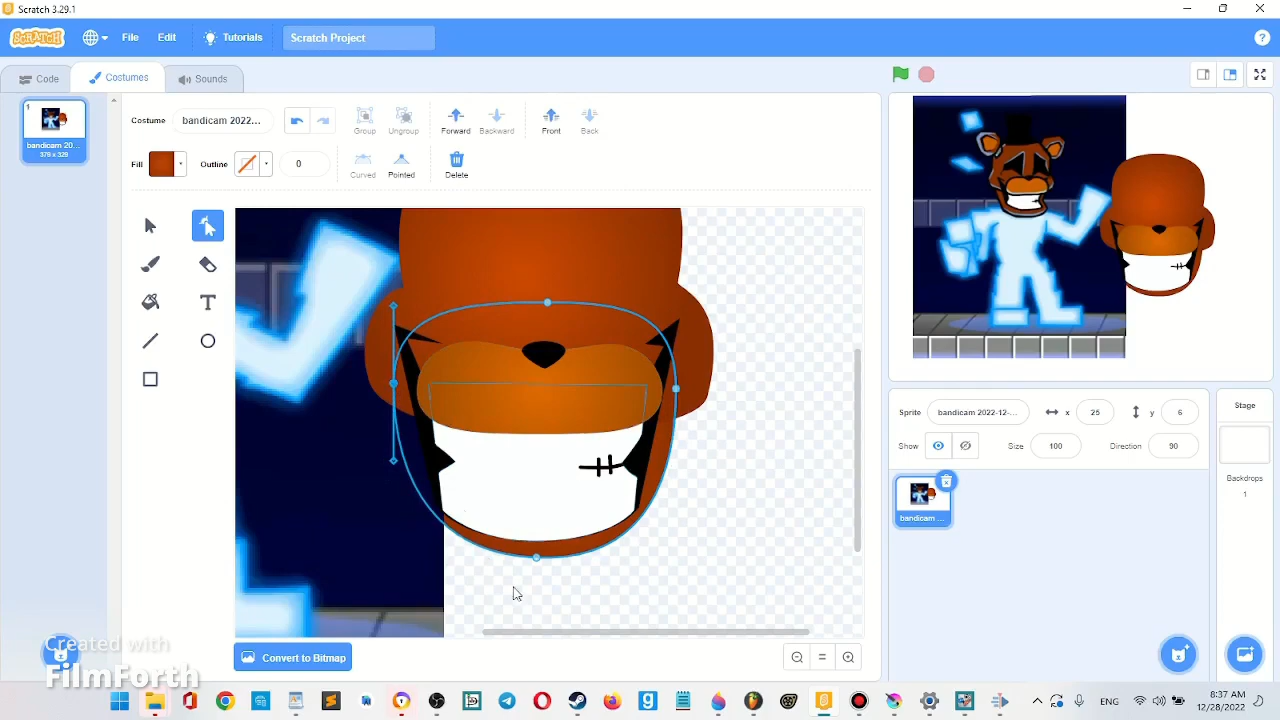 Scratch 3.29.1
SCRATCH
File
Edit
Tutorials
Scratch Project
Code
Costumes
Sounds
1
bandicam 20...
379 x 329
Costume
bandicam 2022...
Group
Ungroup
Forward
Backward
Front
Back
Fill
Outline
0
Curved
Pointed
Delete
Convert to Bitmap
Sprite
bandicam 2022-12-...
x
25
y
6
Show
Size
100
Direction
90
bandicam ...
Stage
Backdrops
1
Created with
FilmForth
ENG
8:37 AM
12/28/2022